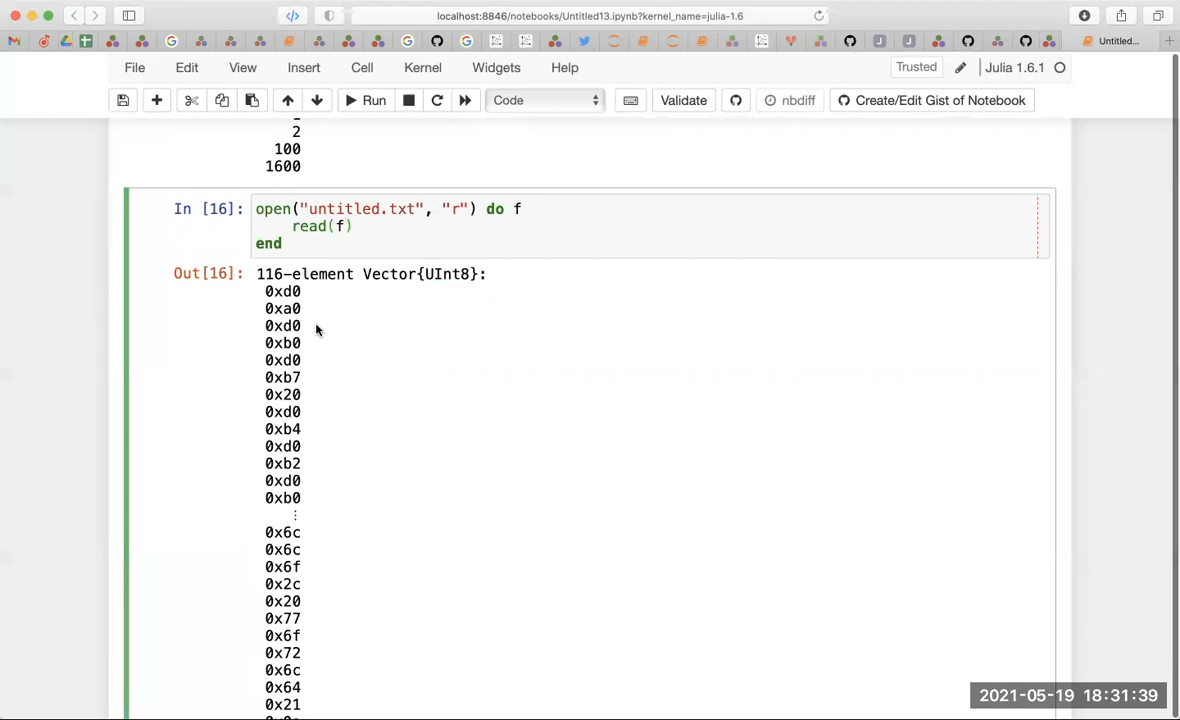 localhost:8846/notebooks/Untitled13.ipynb?kernel_name=julia-1.6
Untitled...
File Edit View Insert Cell Kernel Widgets Help Trusted Julia 1.6.1
Run Code Validate nbdiff Create/Edit Gist of Notebook
2
100
1600
In [16]: open("untitled.txt", "r") do f
read(f)
end
Out[16]: 116-element Vector{UInt8}:
0xd0
0xa0
0xd0
0xb0
0xd0
0xb7
0x20
0xd0
0xb4
0xd0
0xb2
0xd0
0xb0
⋮
0x6c
0x6c
0x6f
0x2c
0x20
0x77
0x6f
0x72
0x6c
0x64
0x21
2021-05-19 18:31:39